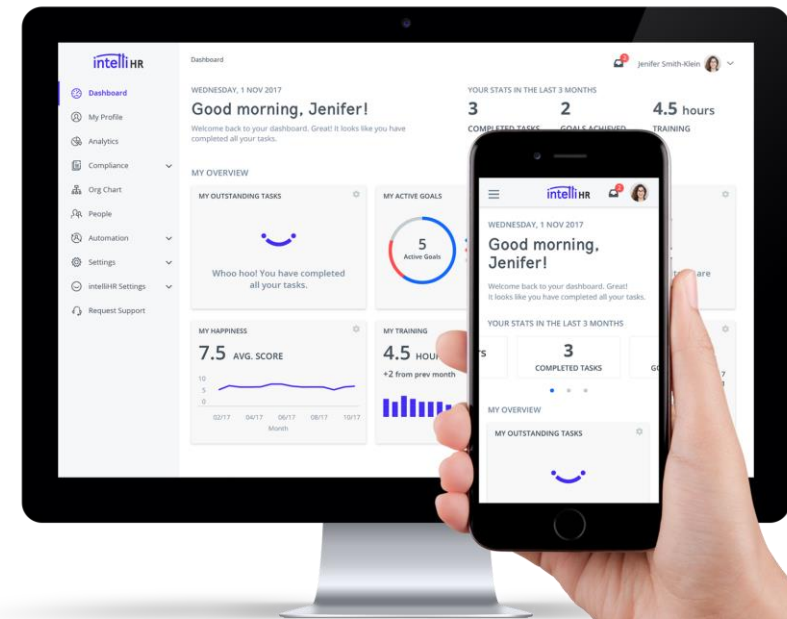 intelli HR
Dashboard
Jenifer Smith-Klein
Dashboard
My Profile
Analytics
Compliance
Org Chart
People
Automation
Settings
intelliHR Settings
Request Support
WEDNESDAY, 1 NOV 2017
Good morning, Jenifer!
Welcome back to your dashboard. Great! It looks like you have
completed all your tasks.
YOUR STATS IN THE LAST 3 MONTHS
3
COMPLETED TASKS
2
GOALS ACHIEVED
4.5 hours
TRAINING
MY OVERVIEW
MY OUTSTANDING TASKS
Whoo hoo! You have completed
all your tasks.
MY ACTIVE GOALS
5
Active Goals
are
MY HAPPINESS
7.5 AVG. SCORE
10
5
0
02/17 04/17 06/17 08/17 10/17
Month
MY TRAINING
4.5
+2 from prev month
intelli HR
WEDNESDAY, 1 NOV 2017
Good morning,
Jenifer!
Welcome back to your dashboard. Great!
It looks like you have completed all your tasks.
YOUR STATS IN THE LAST 3 MONTHS
3
COMPLETED TASKS
MY OVERVIEW
MY OUTSTANDING TASKS